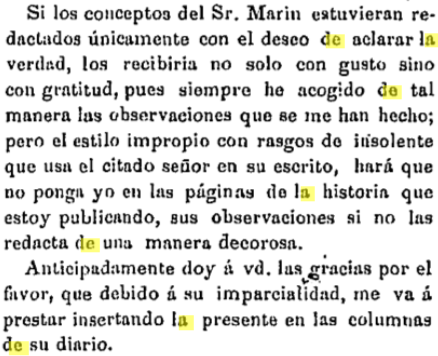 Si los conceptos del Sr. Marin estuvieran re-
dactados únicamente con el deseo de aclarar la
verdad, los recibiria no solo con gusto sino
con gratitud, pues siempre he acogido de tal
manera las observaciones que se me han hecho;
pero el estilo impropio con rasgos de insolente
que usa el citado señor en su escrito, hará que
no ponga yo en las páginas de la historia que
estoy publicando, sus observaciones si no las
redacta de una manera decorosa.
Anticipadamente doy á vd. las gracias por el
favor, que debido á su imparcialidad, me va á
prestar insertando la presente en las columnas
de su diario.